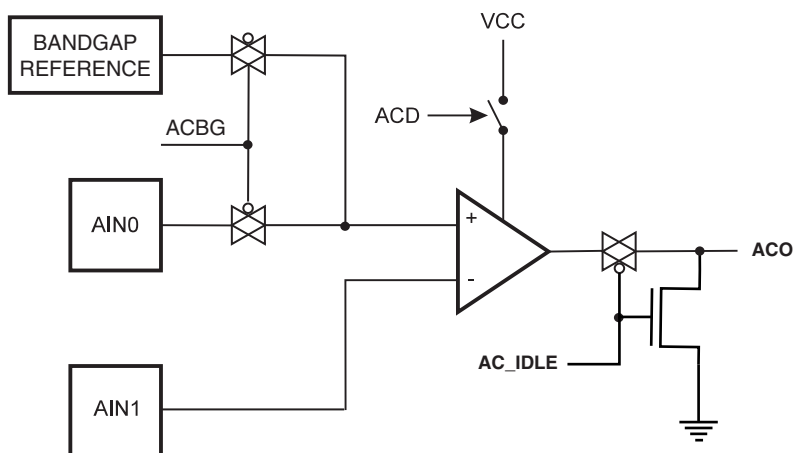 BANDGAP
REFERENCE
VCC
ACD
ACBG
AIN0
+
-
ACO
AC_IDLE
AIN1